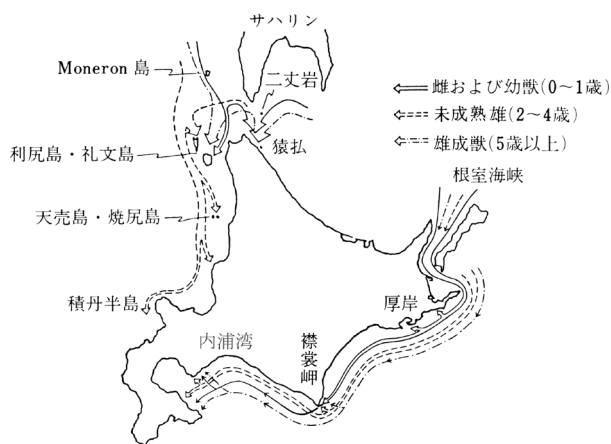 サハリン
Moneron 島
二丈岩
雌および幼獣(0〜1歳)
未成熟雄(2〜4歳)
雄成獣(5歳以上)
利尻島・礼文島
猿払
根室海峡
天売島・焼尻島
積丹半島
厚岸
内浦湾
襟裳岬